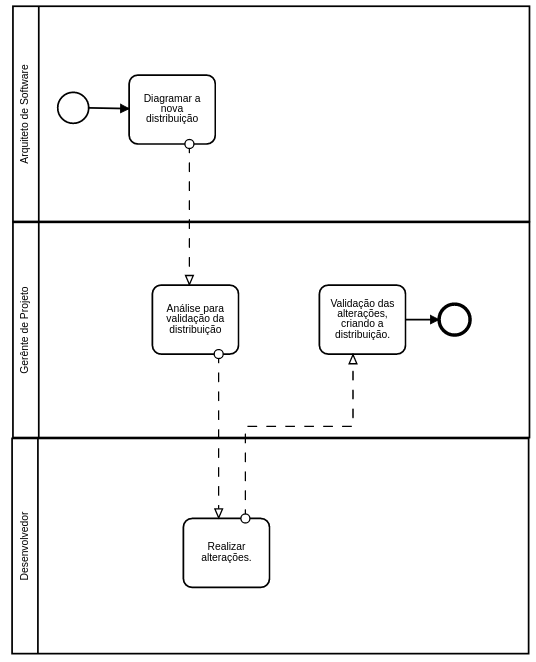 Arquiteto de Software
Diagramar a
nova
distribuição
Gerênte de Projeto
Análise para
validação da
distribuição
Validação das
alterações,
criando a
distribuição.
Desenvolvedor
Realizar
alterações.